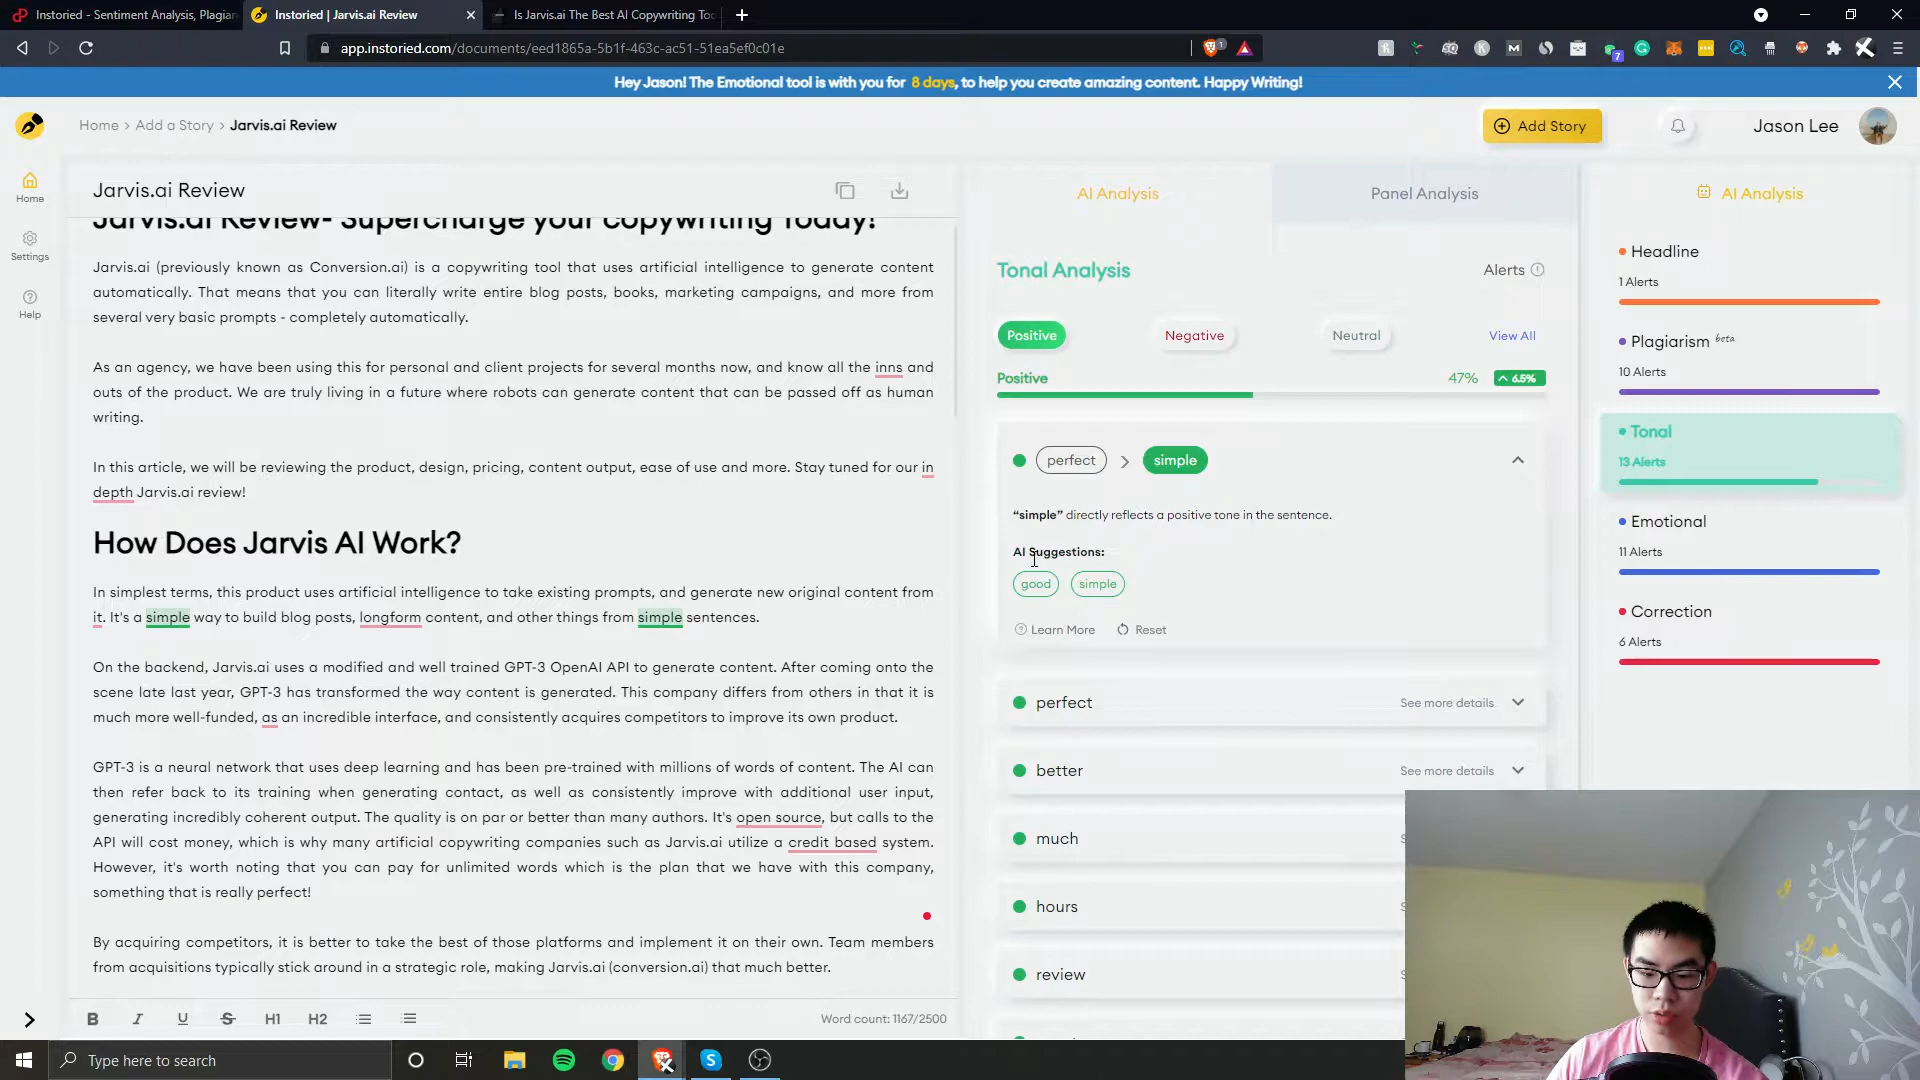 Instoried - Sentiment Analysis, Plagiar
Instoried | Jarvis.ai Review
Is Jarvis.ai The Best AI Copywriting Too
app.instoried.com/documents/eed1865a-5b1f-463c-ac51-51ea5ef0c01e
Hey Jason! The Emotional tool is with you for 8 days, to help you create amazing content. Happy Writing!
Home > Add a Story > Jarvis.ai Review
Add Story
Jason Lee
Home
Settings
Help
Jarvis.ai Review
Jarvis.ai Review- Supercharge your copywriting Today!
Jarvis.ai (previously known as Conversion.ai) is a copywriting tool that uses artificial intelligence to generate content
automatically. That means that you can literally write entire blog posts, books, marketing campaigns, and more from
several very basic prompts - completely automatically.
As an agency, we have been using this for personal and client projects for several months now, and know all the inns and
outs of the product. We are truly living in a future where robots can generate content that can be passed off as human
writing.
In this article, we will be reviewing the product, design, pricing, content output, ease of use and more. Stay tuned for our in
depth Jarvis.ai review!
How Does Jarvis AI Work?
In simplest terms, this product uses artificial intelligence to take existing prompts, and generate new original content from
it. It's a simple way to build blog posts, longform content, and other things from simple sentences.
On the backend, Jarvis.ai uses a modified and well trained GPT-3 OpenAI API to generate content. After coming onto the
scene late last year, GPT-3 has transformed the way content is generated. This company differs from others in that it is
much more well-funded, as an incredible interface, and consistently acquires competitors to improve its own product.
GPT-3 is a neural network that uses deep learning and has been pre-trained with millions of words of content. The AI can
then refer back to its training when generating contact, as well as consistently improve with additional user input,
generating incredibly coherent output. The quality is on par or better than many authors. It's open source, but calls to the
API will cost money, which is why many artificial copywriting companies such as Jarvis.ai utilize a credit based system.
However, it's worth noting that you can pay for unlimited words which is the plan that we have with this company,
something that is really perfect!
By acquiring competitors, it is better to take the best of those platforms and implement it on their own. Team members
from acquisitions typically stick around in a strategic role, making Jarvis.ai (conversion.ai) that much better.
B I U S H1 H2
Word count: 1167/2500
AI Analysis
Panel Analysis
Tonal Analysis
Alerts
Positive
Negative
Neutral
View All
Positive
47%
6.5%
perfect > simple
“simple” directly reflects a positive tone in the sentence.
AI Suggestions:
good
simple
Learn More
Reset
perfect
See more details
better
See more details
much
hours
review
AI Analysis
Headline
1 Alerts
Plagiarism beta
10 Alerts
Tonal
13 Alerts
Emotional
11 Alerts
Correction
6 Alerts
Type here to search